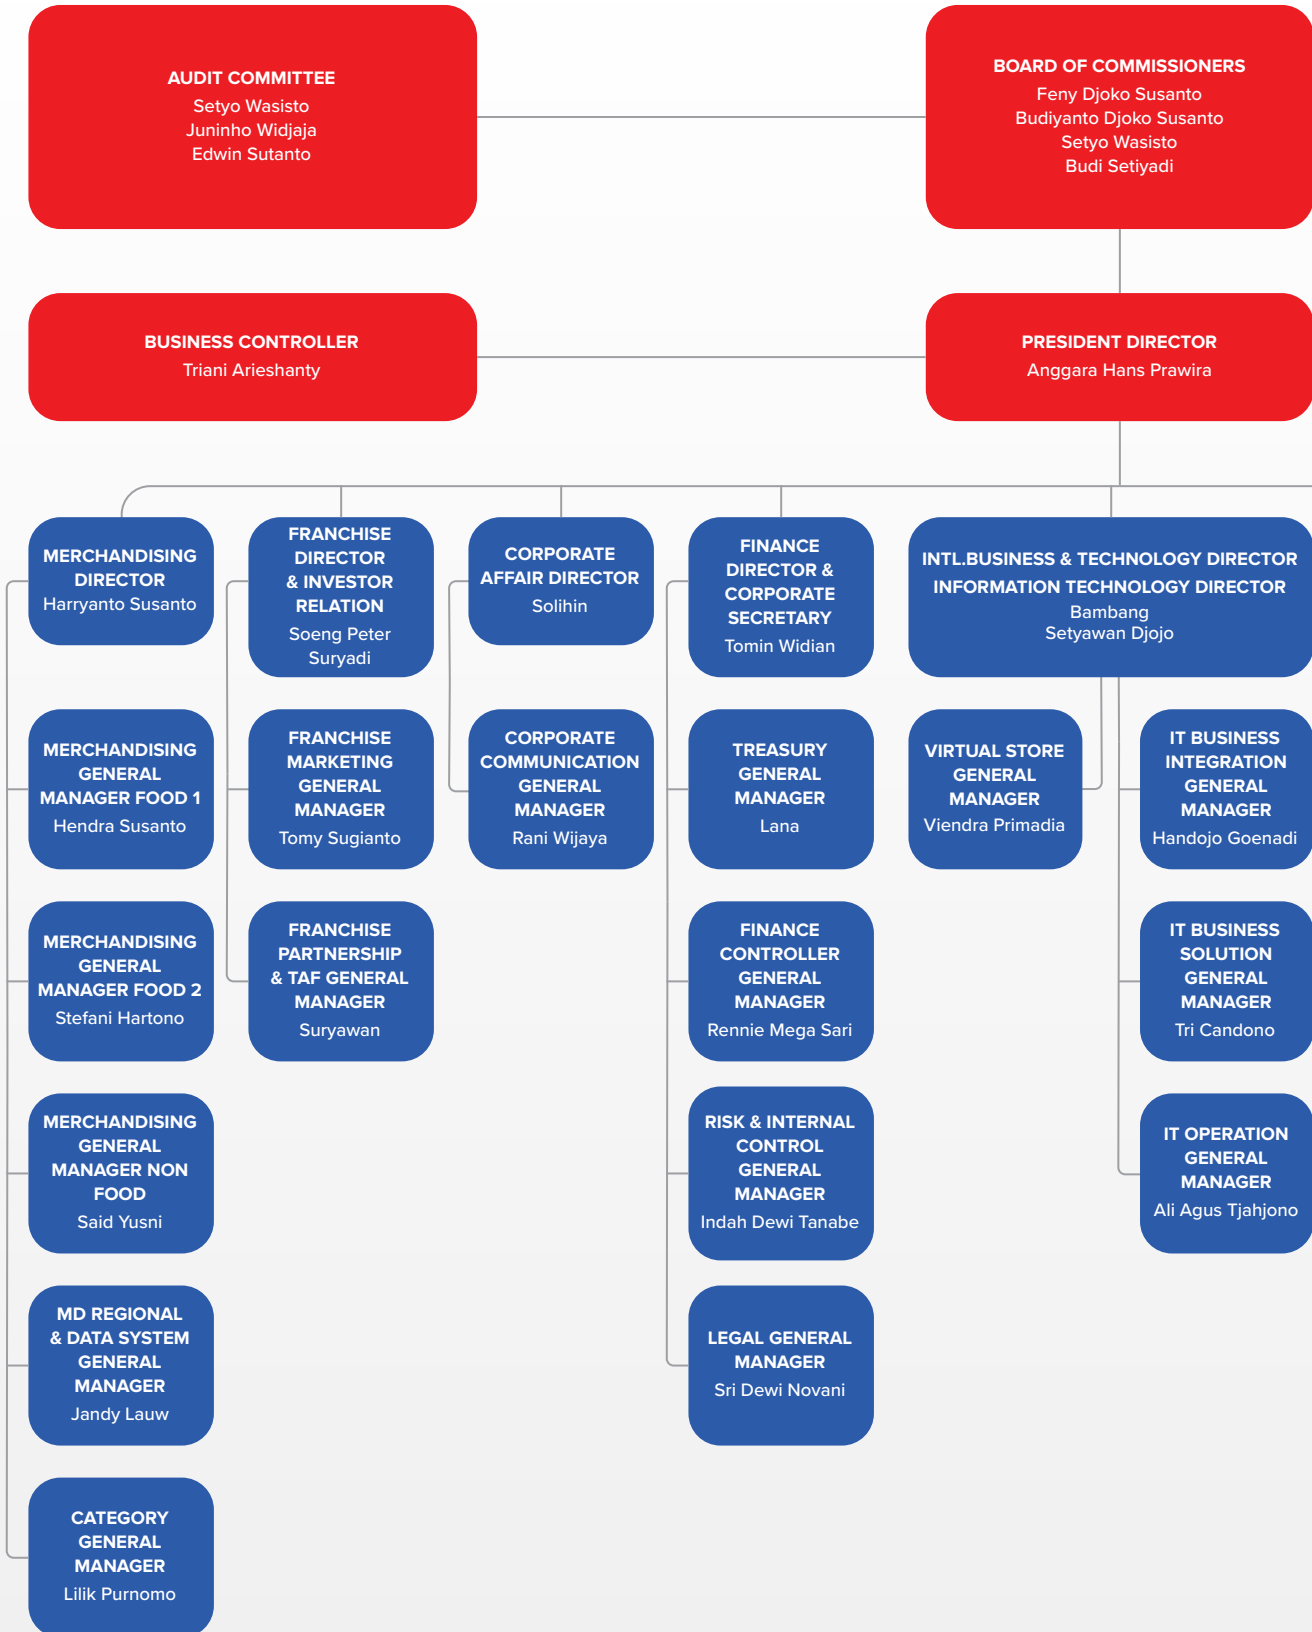 AUDIT COMMITTEE
Setyo Wasisto
Juninho Widjaja
Edwin Sutanto
BOARD OF COMMISSIONERS
Feny Djoko Susanto
Budiyanto Djoko Susanto
Setyo Wasisto
Budi Setiyadi
BUSINESS CONTROLLER
Triani Arieshanty
PRESIDENT DIRECTOR
Anggara Hans Prawira
MERCHANDISING
DIRECTOR
Harryanto Susanto
FRANCHISE
DIRECTOR
& INVESTOR
RELATION
Soeng Peter
Suryadi
CORPORATE
AFFAIR DIRECTOR
Solihin
FINANCE
DIRECTOR &
CORPORATE
SECRETARY
Tomin Widian
INTL.BUSINESS & TECHNOLOGY DIRECTOR
INFORMATION TECHNOLOGY DIRECTOR
Bambang
Setyawan Djojo
MERCHANDISING
GENERAL
MANAGER FOOD 1
Hendra Susanto
FRANCHISE
MARKETING
GENERAL
MANAGER
Tomy Sugianto
CORPORATE
COMMUNICATION
GENERAL
MANAGER
Rani Wijaya
TREASURY
GENERAL
MANAGER
Lana
VIRTUAL STORE
GENERAL
MANAGER
Viendra Primadia
IT BUSINESS
INTEGRATION
GENERAL
MANAGER
Handojo Goenadi
MERCHANDISING
GENERAL
MANAGER FOOD 2
Stefani Hartono
FRANCHISE
PARTNERSHIP
& TAF GENERAL
MANAGER
Suryawan
FINANCE
CONTROLLER
GENERAL
MANAGER
Rennie Mega Sari
IT BUSINESS
SOLUTION
GENERAL
MANAGER
Tri Candono
MERCHANDISING
GENERAL
MANAGER NON
FOOD
Said Yusni
RISK & INTERNAL
CONTROL
GENERAL
MANAGER
Indah Dewi Tanabe
IT OPERATION
GENERAL
MANAGER
Ali Agus Tjahjono
MD REGIONAL
& DATA SYSTEM
GENERAL
MANAGER
Jandy Lauw
LEGAL GENERAL
MANAGER
Sri Dewi Novani
CATEGORY
GENERAL
MANAGER
Lilik Purnomo